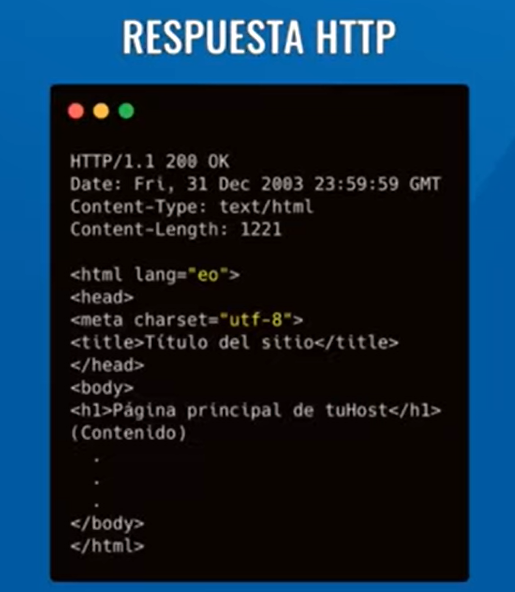 RESPUESTA HTTP
HTTP/1.1 200 OK
Date: Fri, 31 Dec 2003 23:59:59 GMT
Content-Type: text/html
Content-Length: 1221
<html lang="eo">
<head>
<meta charset="utf-8">
<title>Título del sitio</title>
</head>
<body>
<h1>Página principal de tuHost</h1>
(Contenido)
.
.
.
</body>
</html>